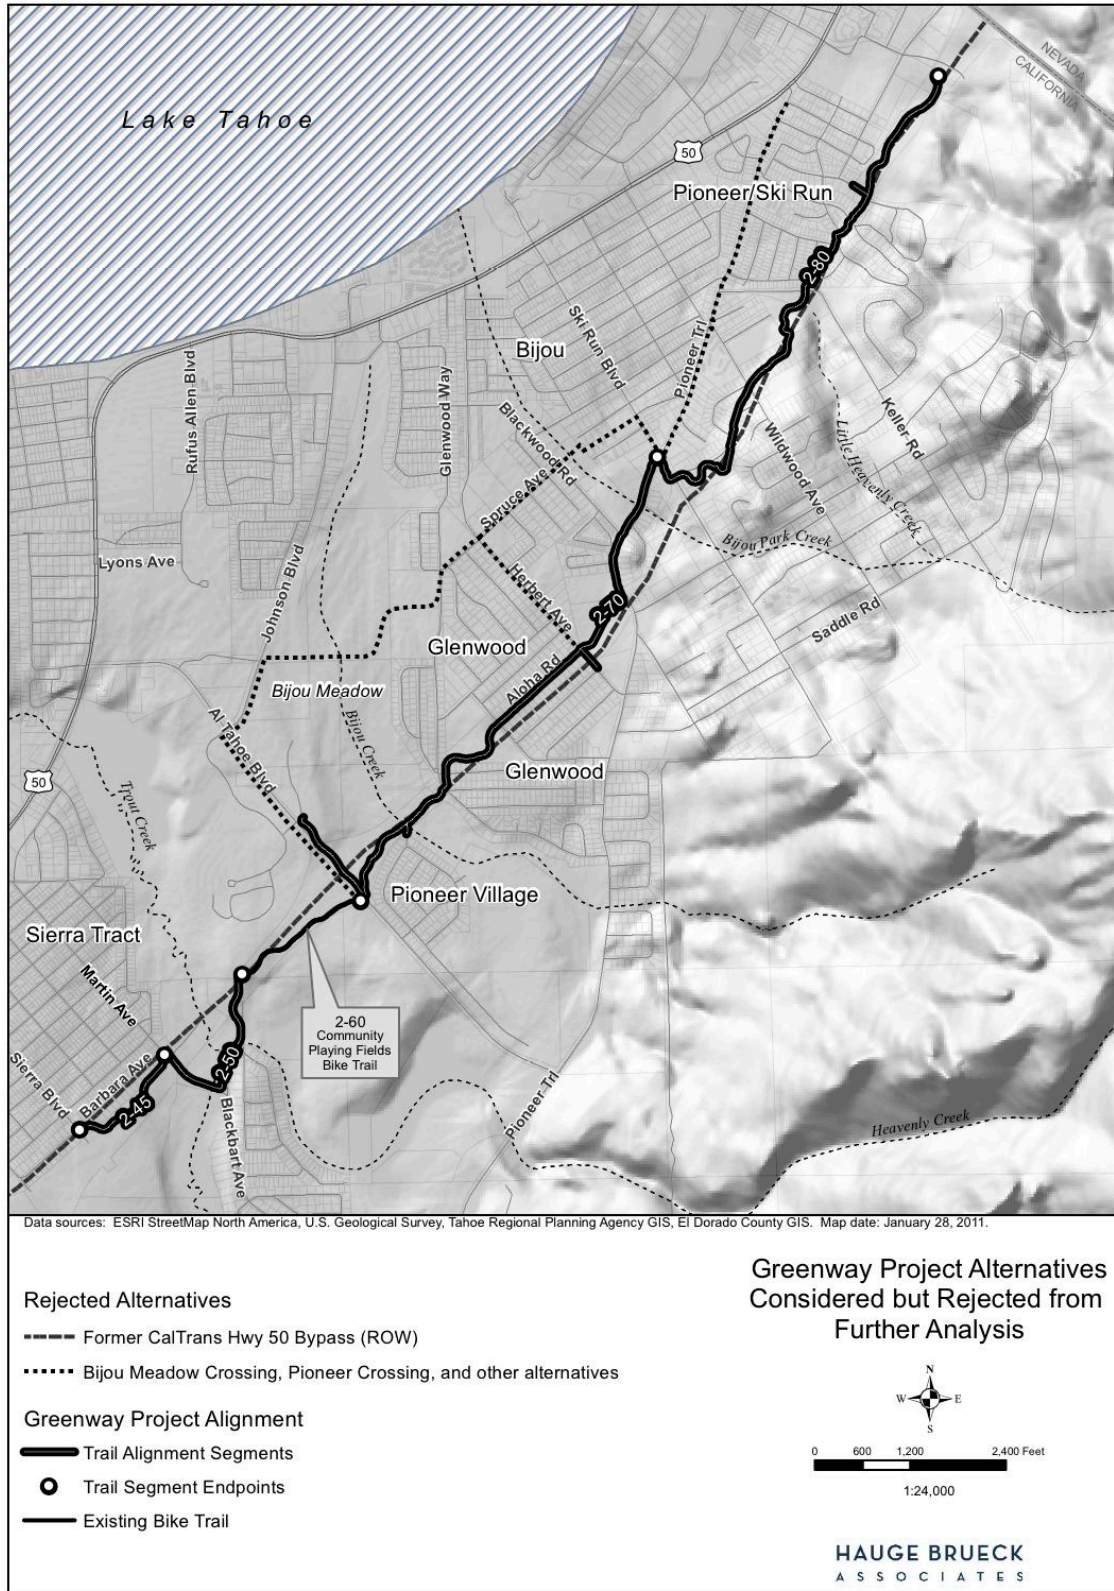 NEVADA
CALIFORNIA
Lake Tahoe
50
Pioneer/Ski Run
2-80
Ski Run Blvd
Bijou
Pioneer Trl
Rufus Allen Blvd
Glenwood Way
Blackwood Rd
Keller Rd
Wildwood Ave
Little Heavenly Creek
Spruce Ave
Bijou Park Creek
Lyons Ave
Johnson Blvd
Herbert Ave
2-70
Saddle Rd
Glenwood
Aloha Rd
Bijou Meadow
Al Tahoe Blvd
Bijou Creek
Glenwood
50
Trout Creek
Pioneer Village
Sierra Tract
Martin Ave
2-60
Community
Playing Fields
Bike Trail
Sierra Blvd
Barbara Ave
2-50
2-45
Blackbart Ave
Pioneer Trl
Heavenly Creek
Data sources: ESRI StreetMap North America, U.S. Geological Survey, Tahoe Regional Planning Agency GIS, El Dorado County GIS. Map date: January 28, 2011.
Rejected Alternatives
Former CalTrans Hwy 50 Bypass (ROW)
Bijou Meadow Crossing, Pioneer Crossing, and other alternatives
Greenway Project Alignment
Trail Alignment Segments
Trail Segment Endpoints
Existing Bike Trail
Greenway Project Alternatives
Considered but Rejected from
Further Analysis
N
W E
S
0 600 1,200 2,400 Feet
1:24,000
HAUGE BRUECK
ASSOCIATES